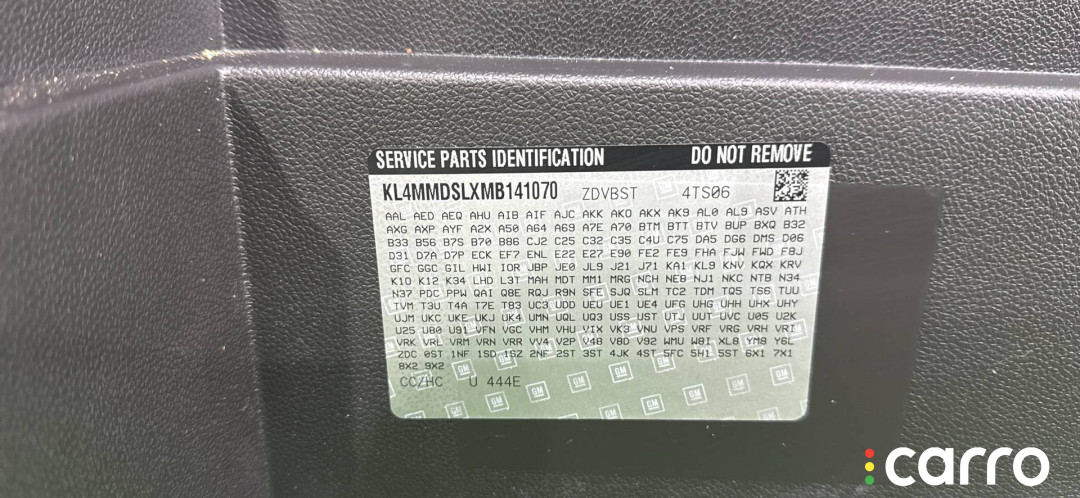 SERVICE PARTS IDENTIFICATION DO NOT REMOVE
KL4MMDSLXMB141070 ZDVBST 4TS06
AAL AED AEQ AHU AIB AIF AJC AKK AKO AKX AK9 AL0 AL9 ASV ATH
AXG AXP AYF A2X A50 A64 A69 A7E A70 BTM BTT BTV BUP BXQ B32
B33 B56 B7S B70 B86 CJ2 C25 C32 C35 C4U C75 DA5 DG6 DMS D06
D31 D7A D7P ECK EF7 ENL E22 E27 E90 FE2 FE9 FHA FJW FWD F8J
GFC GGC GIL HWI IOR JBP JE0 JL9 J21 J71 KA1 KL9 KNV KQX KRV
K10 K12 K34 LHD L3T MAH MDT MM1 MRG NCH NE8 NJ1 NKC NTB N34
N37 PDC PPW QAI Q8E RQJ R9N SFE SJQ SLM TC2 TDM TQ5 TS6 TUU
TVM T3U T4A T7E T83 UC3 UDD UEU UE1 UE4 UFG UHG UHH UHX UHY
UJM UKC UKE UKJ UK4 UMN UQL UQ3 USS UST UTJ UUT UVC U05 U2K
U25 U80 U91 VFN VGC VHM VHU VIX VK3 VNU VPS VRF VRG VRH VRI
VRK VRL VRM VRN VRR VV4 V2P V48 V8D V92 WMU W8I XL8 YM8 Y6L
ZDC 0ST 1NF 1SD 1SZ 2NF 2ST 3ST 4JK 4ST 5FC 5H1 5ST 6X1 7X1
8X2 9X2
CCZHC U 444E
carro